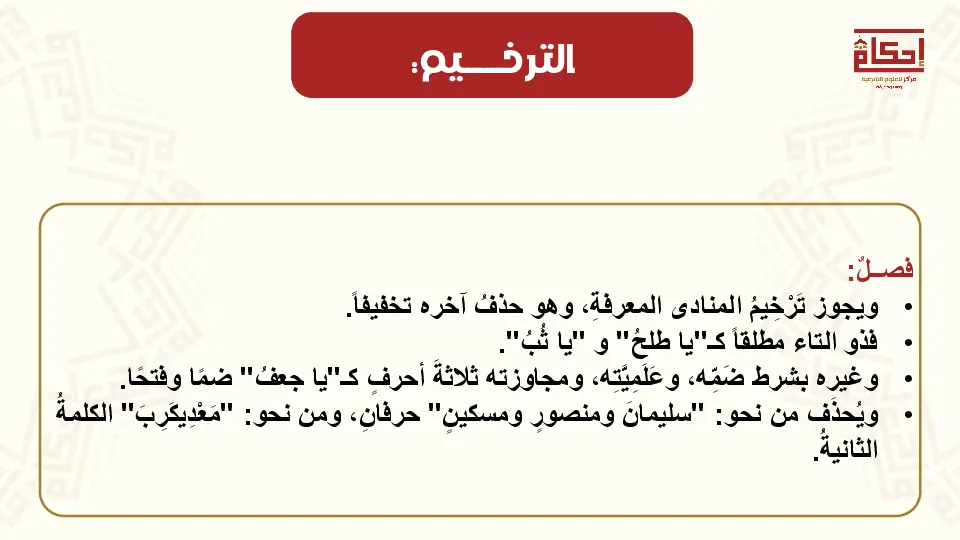 الترخـــيم:
إحكام
مركز للعلوم الشرعية
فصــلٌ:
• ويجوز تَرْخِيمُ المنادى المعرفةِ، وهو حذفُ آخره تخفيفاً.
• فذو التاء مطلقاً كـ"يا طلحُ" و "يا ثُبُ".
• وغيره بشرط ضَمِّه، وعَلَمِيَّتِه، ومجاوزته ثلاثةَ أحرفٍ كـ"يا جعفُ" ضمًا وفتحًا.
• ويُحذَف من نحو: "سليمانَ ومنصورٍ ومسكينٍ" حرفانِ، ومن نحو: "مَعْدِيكَرِبَ" الكلمةُ
الثانيةُ.